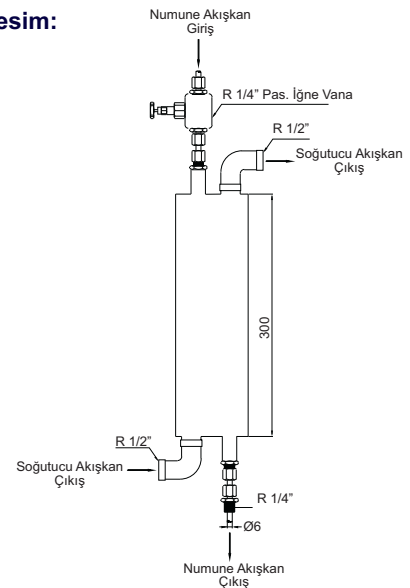 esim:
Numune Akışkan
Giriş
R 1/4" Pas. İğne Vana
R 1/2"
Soğutucu Akışkan
Çıkış
300
R 1/2"
Soğutucu Akışkan
Çıkış
R 1/4"
Ø6
Numune Akışkan
Çıkış